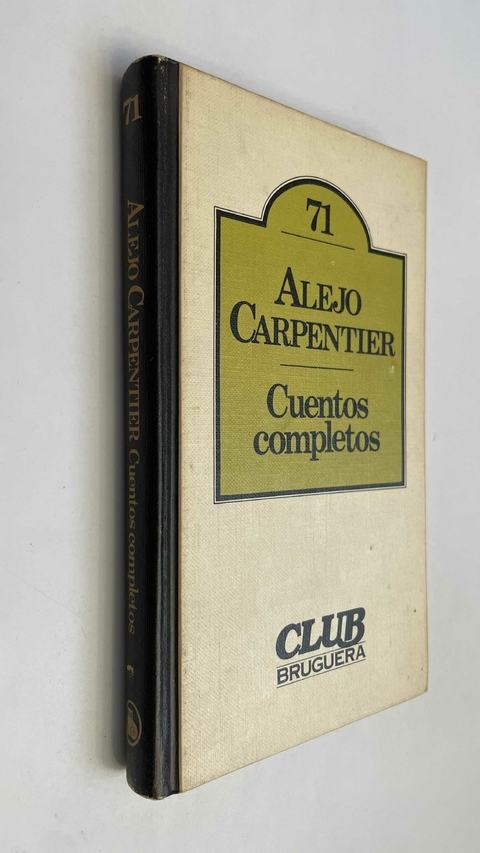 71
ALEJO CARPENTIER Cuentos completos
71
ALEJO
CARPENTIER
Cuentos
completos
CLUB
BRUGUERA